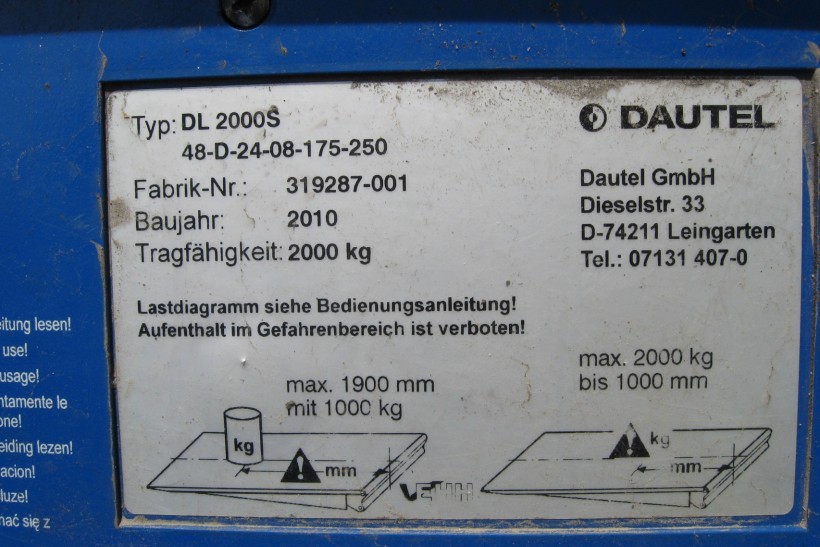 Typ: DL 2000S
48-D-24-08-175-250
Fabrik-Nr.: 319287-001
Baujahr: 2010
Tragfähigkeit: 2000 kg
DAUTEL
Dautel GmbH
Dieselstr. 33
D-74211 Leingarten
Tel.: 07131 407-0
Lastdiagramm siehe Bedienungsanleitung!
Aufenthalt im Gefahrenbereich ist verboten!
max. 1900 mm
mit 1000 kg
kg
mm
max. 2000 kg
bis 1000 mm
kg
mm
eitung lesen!
use!
usage!
ntamente le
one!
eiding lezen!
acion!
luze!
nać się z